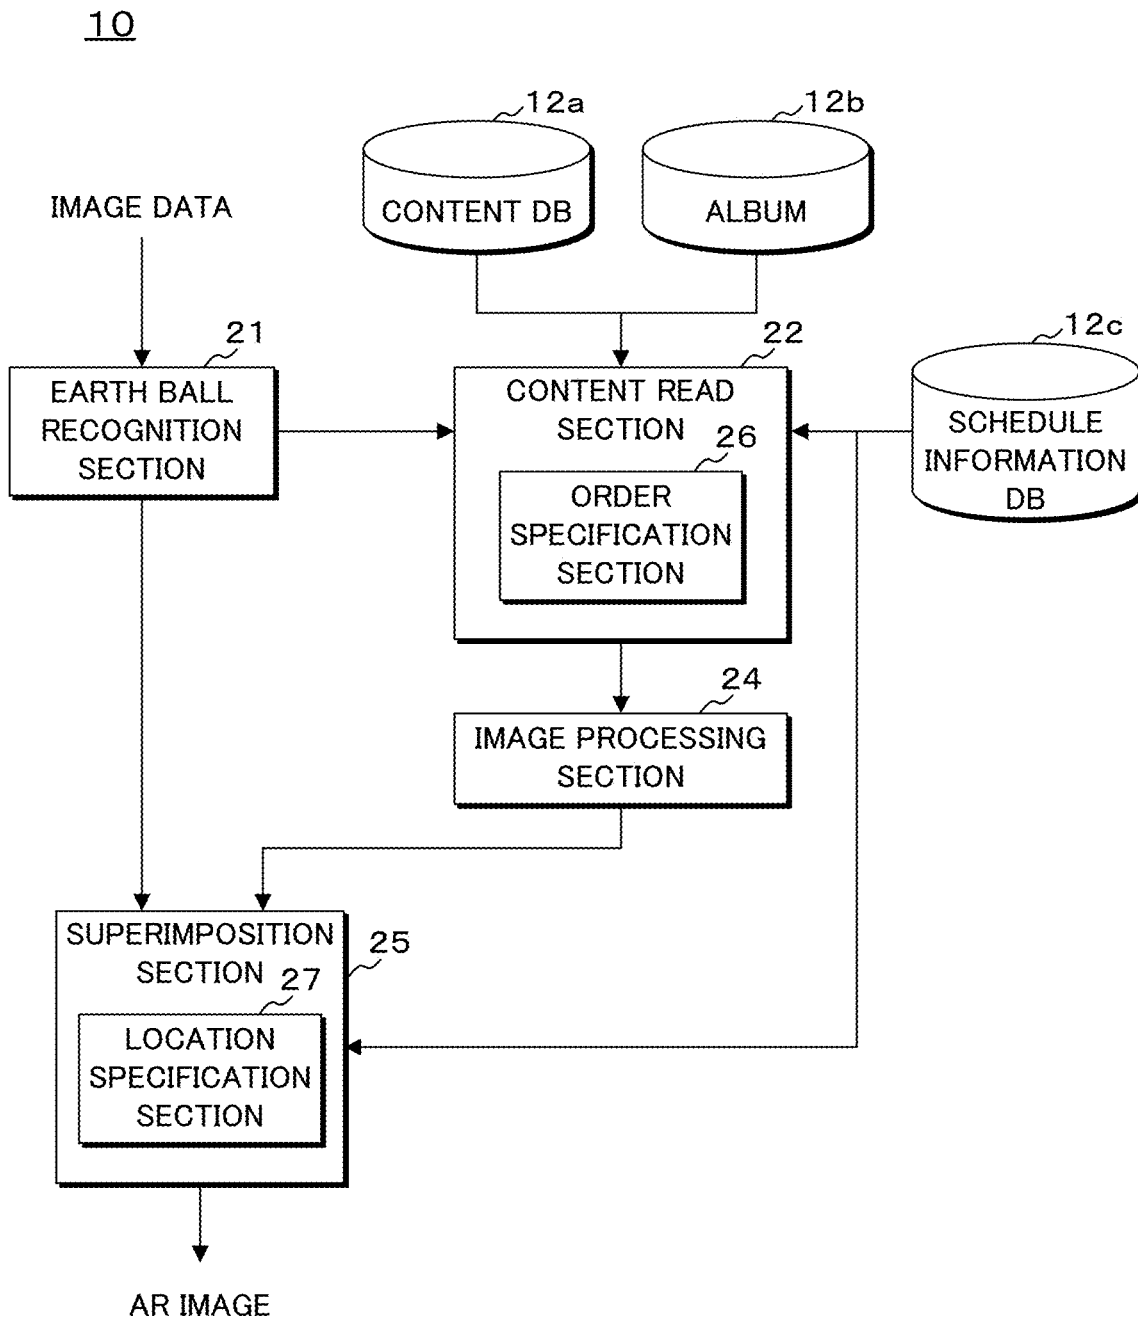 10
12a
12b
CONTENT DB
ALBUM
IMAGE DATA
21
22
12c
EARTH BALL
RECOGNITION
SECTION
CONTENT READ
SECTION
26
ORDER
SPECIFICATION
SECTION
SCHEDULE
INFORMATION
DB
24
IMAGE PROCESSING
SECTION
SUPERIMPOSITION
SECTION
25
27
LOCATION
SPECIFICATION
SECTION
AR IMAGE